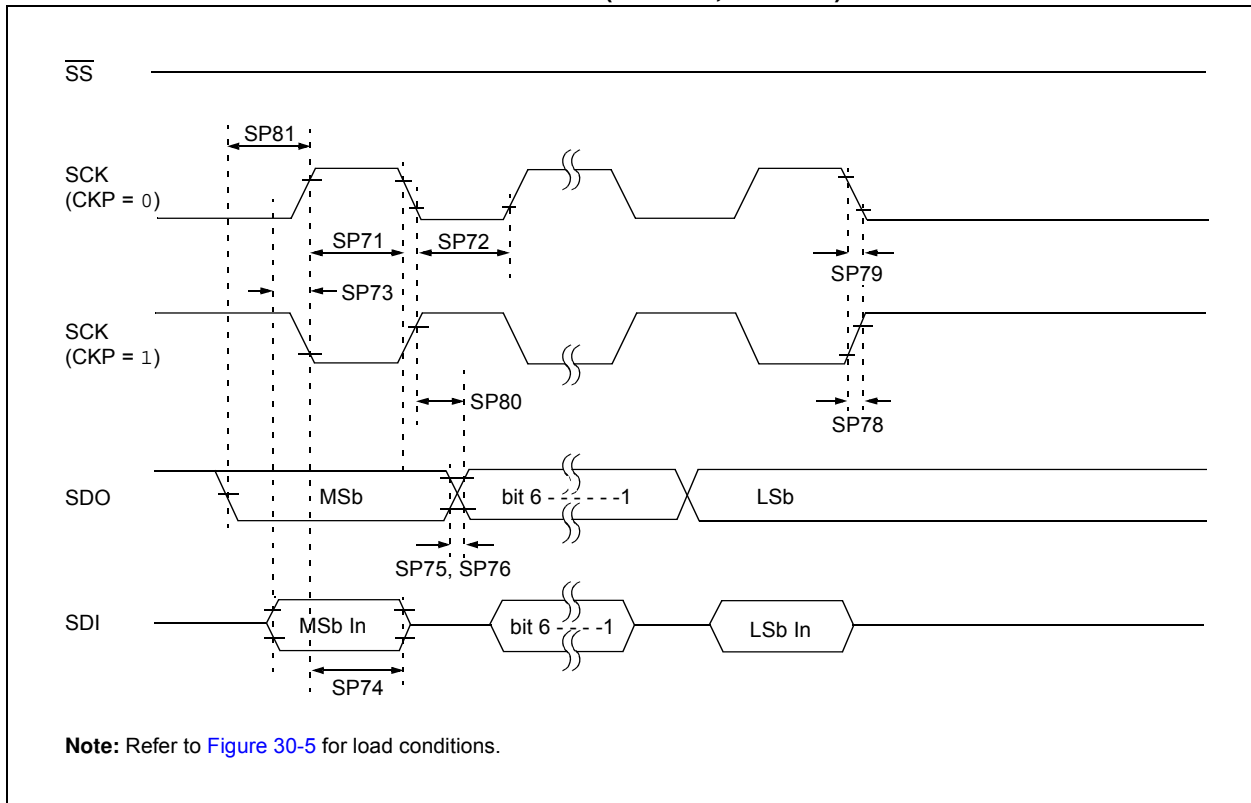 SS
SP81
SCK
(CKP = 0)
SP71
SP72
SP79
SP73
SCK
(CKP = 1)
SP80
SP78
SDO
MSb
bit 6 - - - - - -1
LSb
SP75, SP76
SDI
MSb In
bit 6 - - - -1
LSb In
SP74
Note: Refer to Figure 30-5 for load conditions.